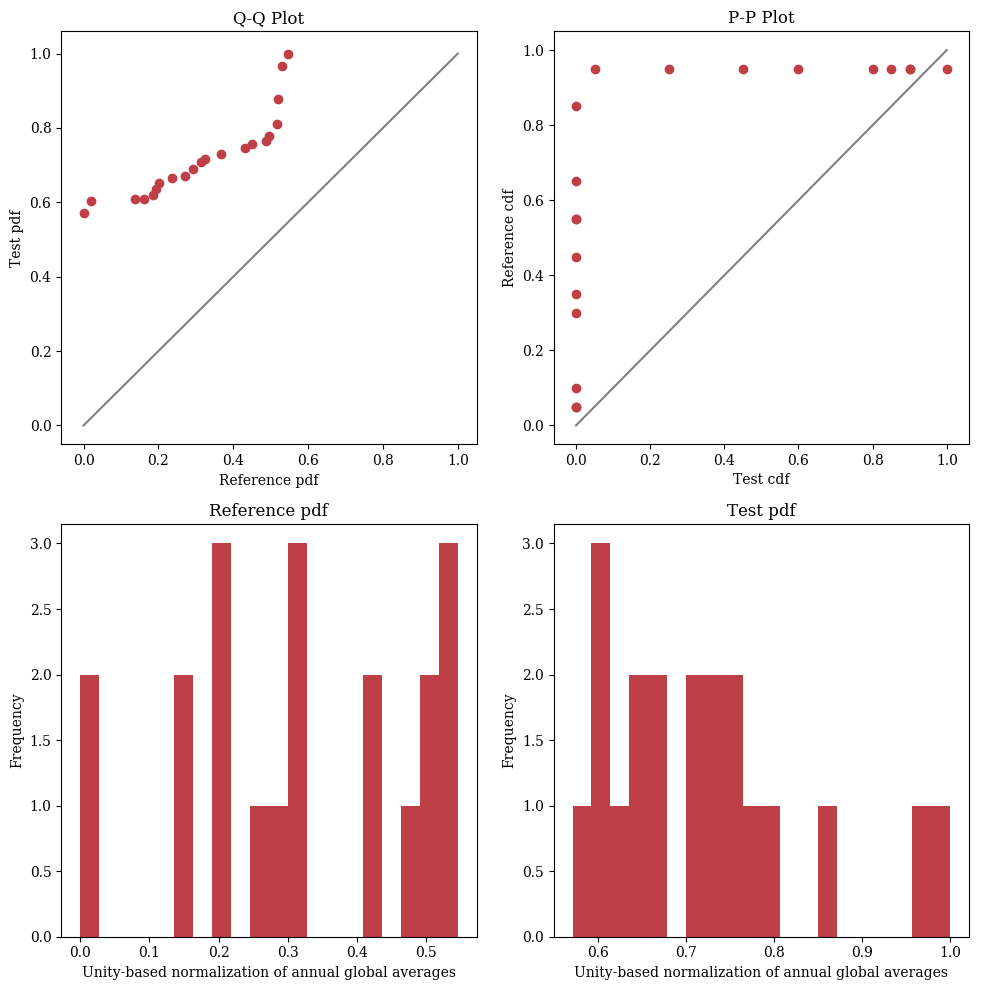 Q-Q Plot
1.0
0.8
0.6
0.4
0.2
0.0
Test pdf
0.0 0.2 0.4 0.6 0.8 1.0
Reference pdf
P-P Plot
1.0
0.8
0.6
0.4
0.2
0.0
Reference cdf
0.0 0.2 0.4 0.6 0.8 1.0
Test cdf
Reference pdf
3.0
2.5
2.0
1.5
1.0
0.5
0.0
Frequency
0.0 0.1 0.2 0.3 0.4 0.5
Unity-based normalization of annual global averages
Test pdf
3.0
2.5
2.0
1.5
1.0
0.5
0.0
Frequency
0.6 0.7 0.8 0.9 1.0
Unity-based normalization of annual global averages